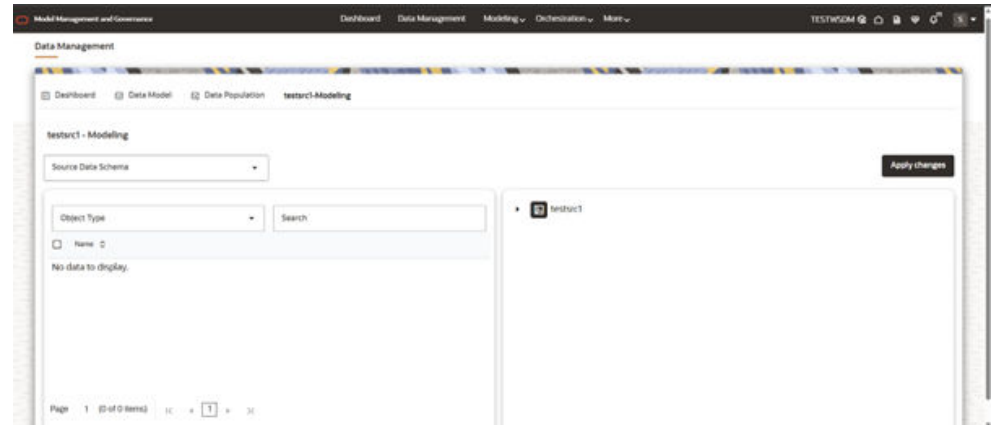 Model Management and Governance Dashboard Data Management Modeling Orchestration More TESTWSDM S
Data Management
Dashboard Data Model Data Population testsrc1-Modeling
testsrc1 - Modeling
Source Data Schema Apply changes
Object Type Search testsrc1
Name
No data to display.
Page 1 (0 of 0 items) 1